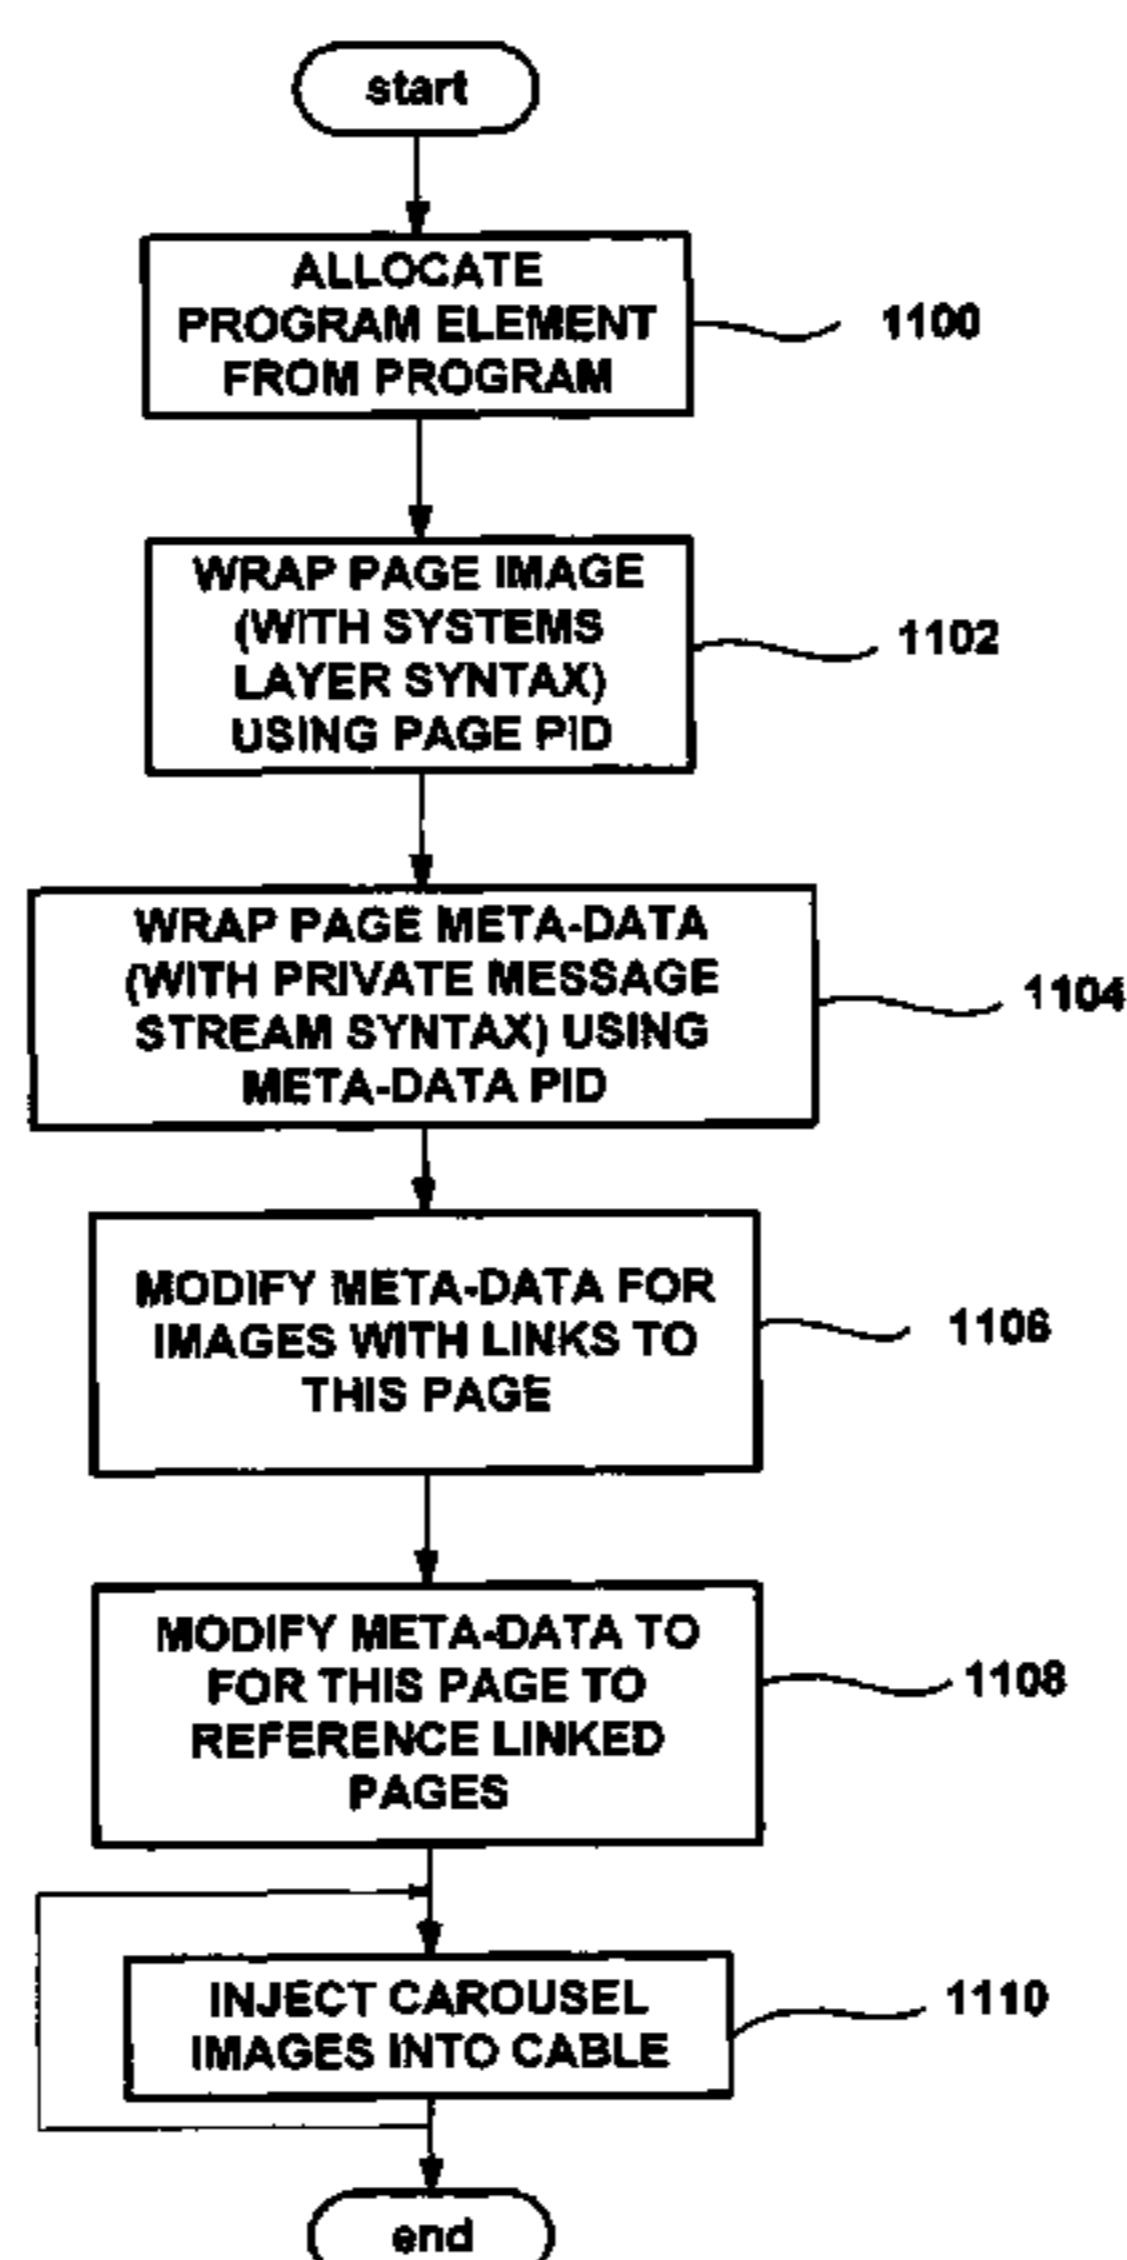 start
ALLOCATE
PROGRAM ELEMENT
FROM PROGRAM
1100
WRAP PAGE IMAGE
(WITH SYSTEMS
LAYER SYNTAX)
USING PAGE PID
1102
WRAP PAGE META-DATA
(WITH PRIVATE MESSAGE
STREAM SYNTAX) USING
META-DATA PID
1104
MODIFY META-DATA FOR
IMAGES WITH LINKS TO
THIS PAGE
1106
MODIFY META-DATA TO
FOR THIS PAGE TO
REFERENCE LINKED
PAGES
1108
INJECT CAROUSEL
IMAGES INTO CABLE
1110
end